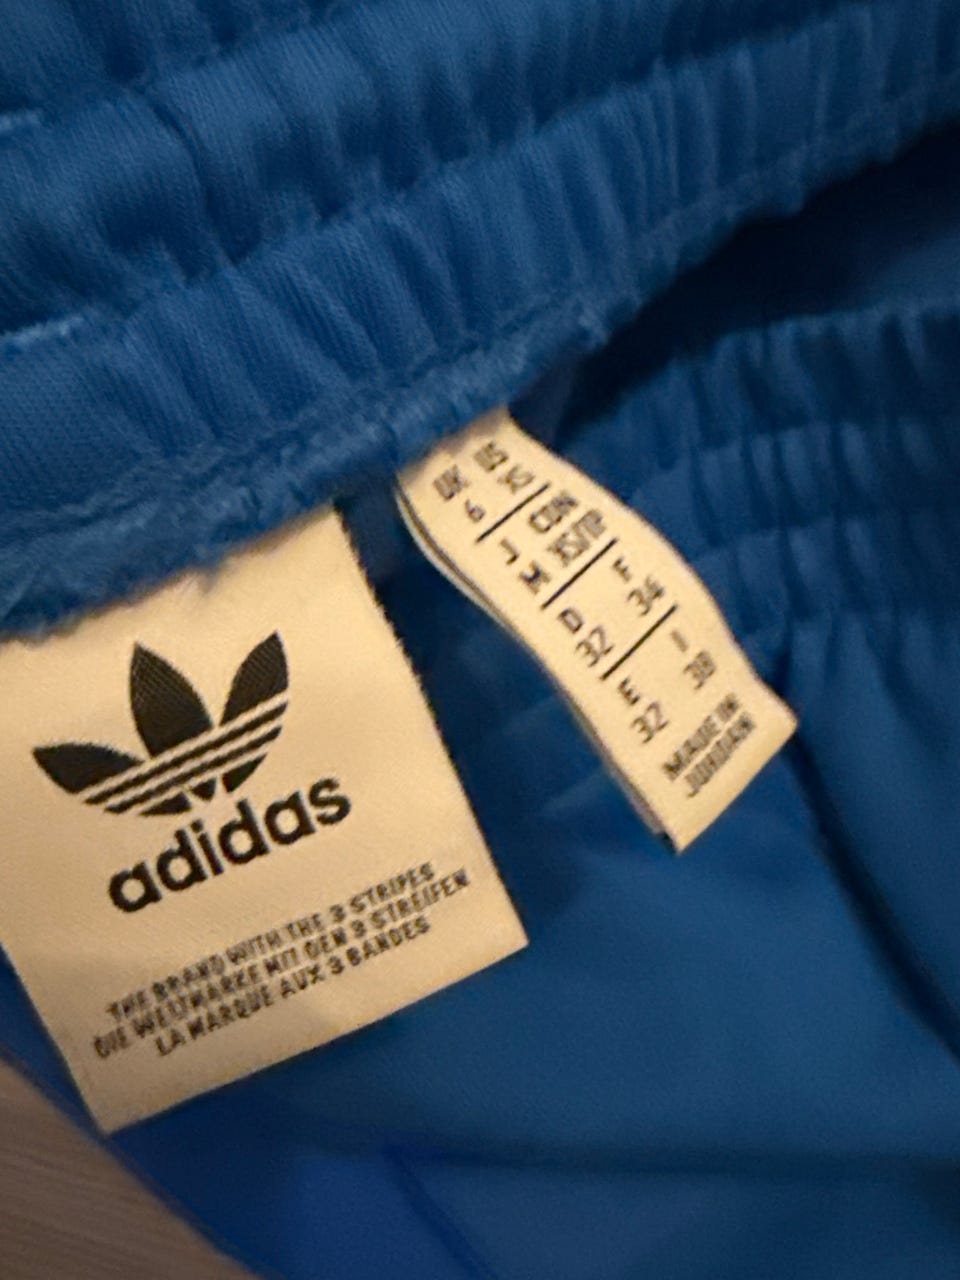 adidas
THE BRAND WITH THE 3 STRIPES
DIE WELTMARKE MIT DEN 3 STREIFEN
LA MARQUE AUX 3 BANDES
UK US
6 XS
J CDN
M XS/TP
D F
32 34
E I
32 38
MADE IN
JORDAN